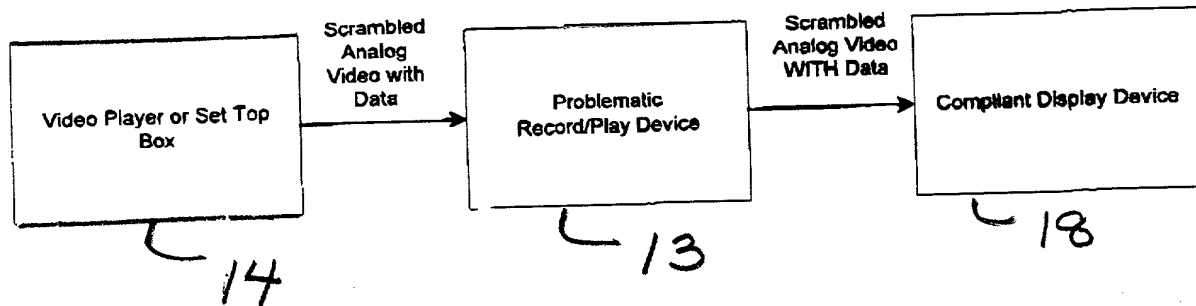 Video Player or Set Top
Box
14
Scrambled
Analog
Video with
Data
Problematic
Record/Play Device
13
Scrambled
Analog Video
WITH Data
Compliant Display Device
18